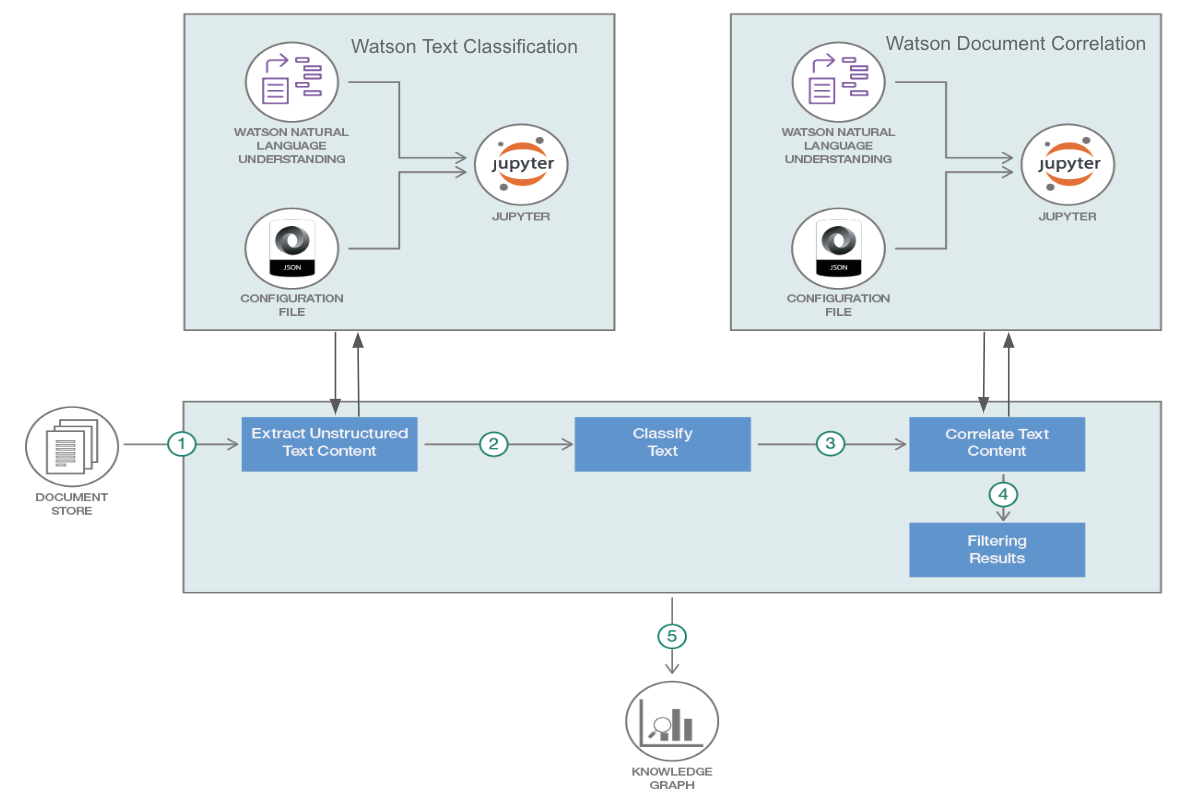 Watson Text Classification
WATSON NATURAL
LANGUAGE
UNDERSTANDING
jupyter
JUPYTER
JSON
CONFIGURATION
FILE
Watson Document Correlation
WATSON NATURAL
LANGUAGE
UNDERSTANDING
jupyter
JUPYTER
JSON
CONFIGURATION
FILE
DOCUMENT
STORE
1
Extract Unstructured
Text Content
2
Classify
Text
3
Correlate Text
Content
4
Filtering
Results
5
KNOWLEDGE
GRAPH